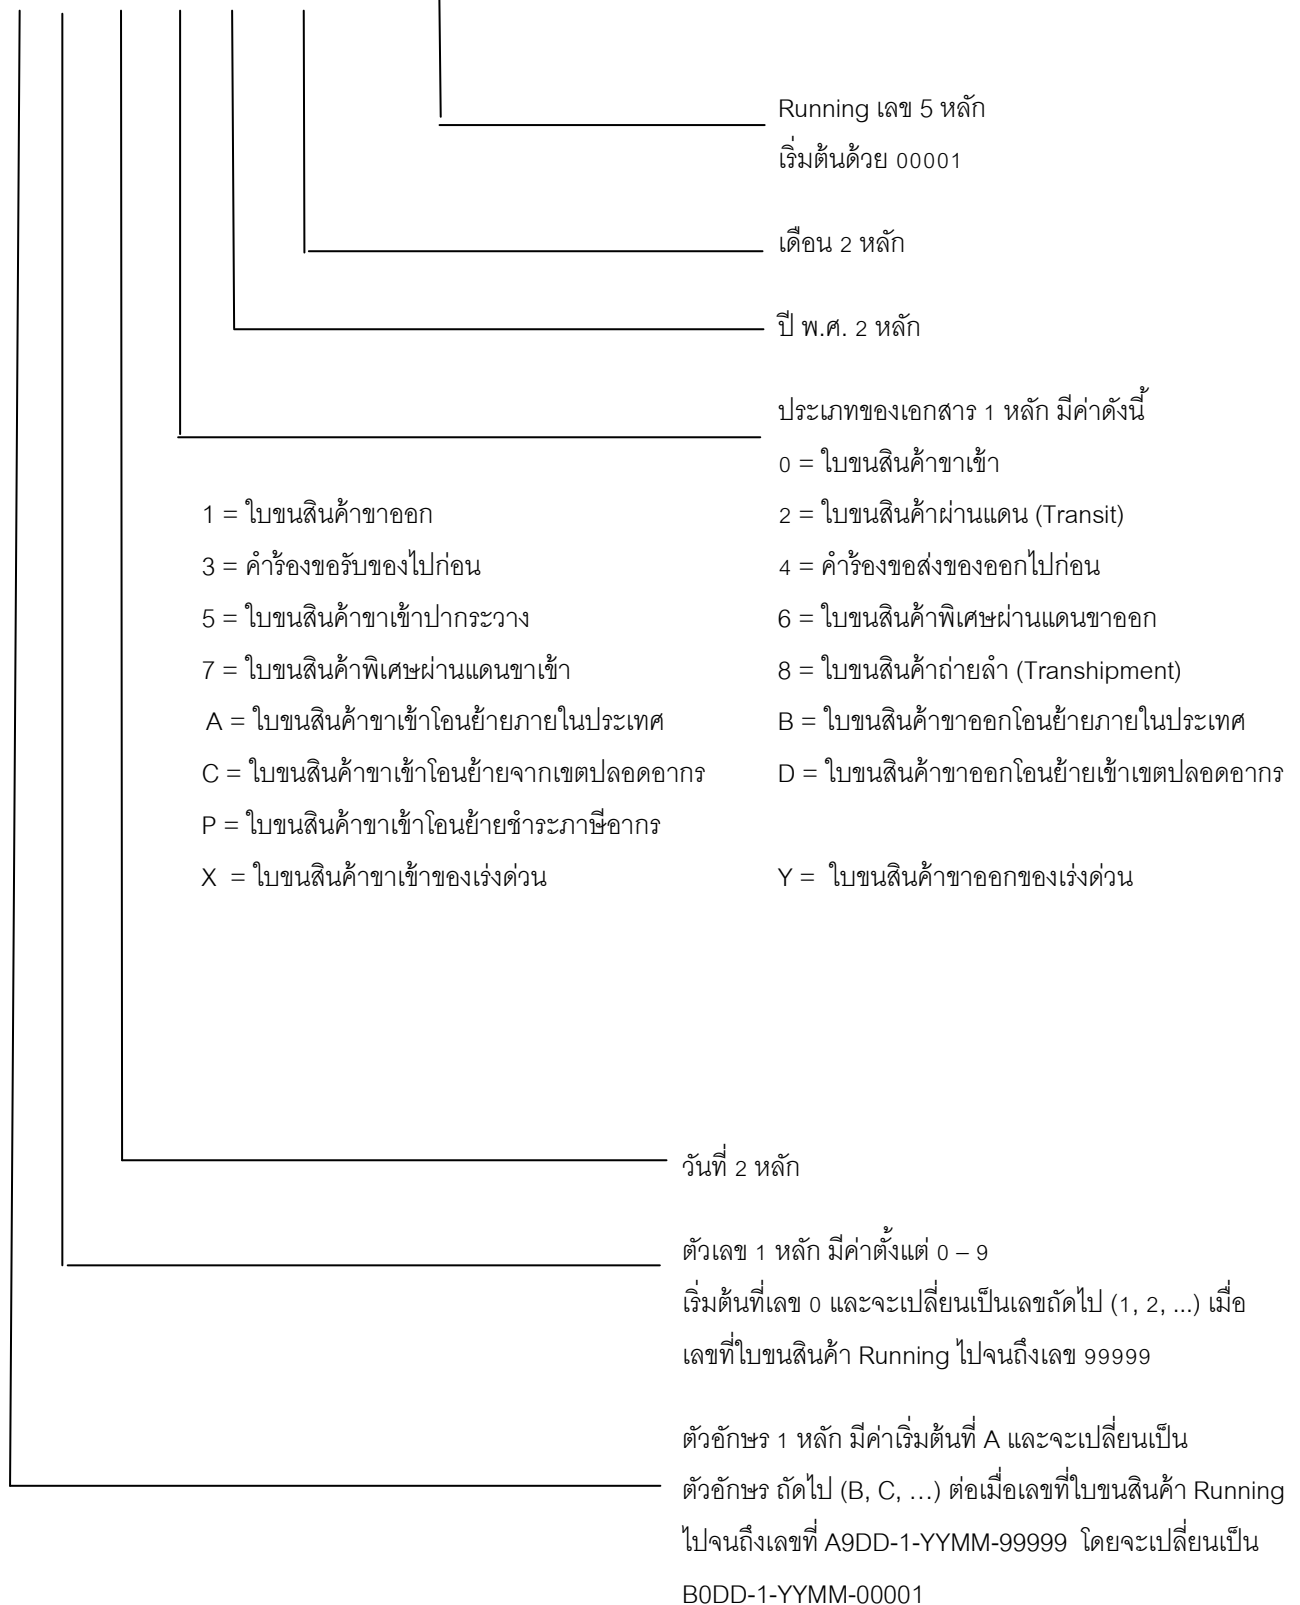 Running เลข 5 หลัก
เริ่มต้นด้วย 00001
เดือน 2 หลัก
ปี พ.ศ. 2 หลัก
ประเภทของเอกสาร 1 หลัก มีค่าดังนี้
0 = ใบขนสินค้าขาเข้า
1 = ใบขนสินค้าขาออก 2 = ใบขนสินค้าผ่านแดน (Transit)
3 = คำร้องขอรับของไปก่อน 4 = คำร้องขอส่งของออกไปก่อน
5 = ใบขนสินค้าขาเข้าปากระวาง 6 = ใบขนสินค้าพิเศษผ่านแดนขาออก
7 = ใบขนสินค้าพิเศษผ่านแดนขาเข้า 8 = ใบขนสินค้าถ่ายลำ (Transhipment)
A = ใบขนสินค้าขาเข้าโอนย้ายภายในประเทศ B = ใบขนสินค้าขาออกโอนย้ายภายในประเทศ
C = ใบขนสินค้าขาเข้าโอนย้ายจากเขตปลอดอากร D = ใบขนสินค้าขาออกโอนย้ายเข้าเขตปลอดอากร
P = ใบขนสินค้าขาเข้าโอนย้ายชำระภาษีอากร
X = ใบขนสินค้าขาเข้าของเร่งด่วน Y = ใบขนสินค้าขาออกของเร่งด่วน
วันที่ 2 หลัก
ตัวเลข 1 หลัก มีค่าตั้งแต่ 0 – 9
เริ่มต้นที่เลข 0 และจะเปลี่ยนเป็นเลขถัดไป (1, 2, ...) เมื่อ
เลขที่ใบขนสินค้า Running ไปจนถึงเลข 99999
ตัวอักษร 1 หลัก มีค่าเริ่มต้นที่ A และจะเปลี่ยนเป็น
ตัวอักษร ถัดไป (B, C, …) ต่อเมื่อเลขที่ใบขนสินค้า Running
ไปจนถึงเลขที่ A9DD-1-YYMM-99999 โดยจะเปลี่ยนเป็น
B0DD-1-YYMM-00001